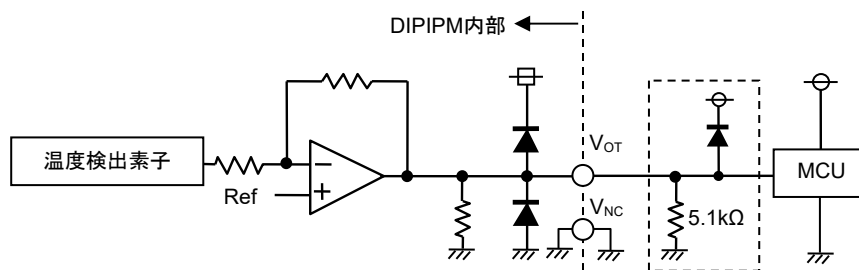 DIPIPM内部
温度検出素子
Ref
−
+
V_OT
V_NC
5.1kΩ
MCU